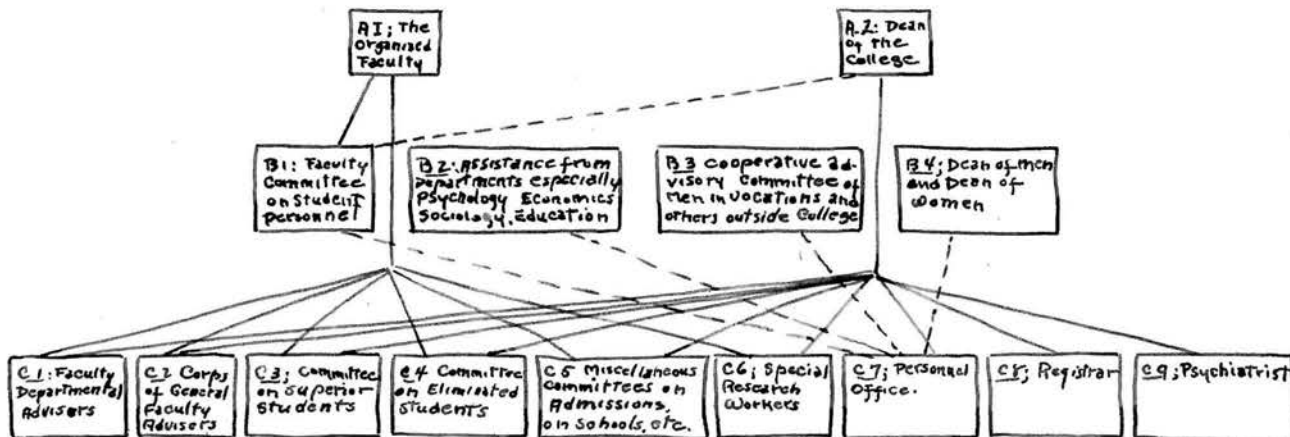 A1; The
Organized
Faculty
A.2: Dean
of the
College
B1: Faculty
Committee
on Student
personnel
B2: Assistance from
Departments especially
Psychology Economics
Sociology, Education
B3 cooperative ad-
visory committee of
Men in Vocations and
others outside College
B4; Dean of men
and Dean of
women
C1: Faculty
Departmental
Advisers
C2 Corps
of General
Faculty
Advisers
C3; Committee
on Superior
Students
C4 Committee
on Eliminated
Students
C5 Miscellaneous
Committees on
Admissions,
on Schools, etc.
C6; Special
Research
Workers
C7; Personnel
Office.
C8; Registrar
C9; Psychiatrist